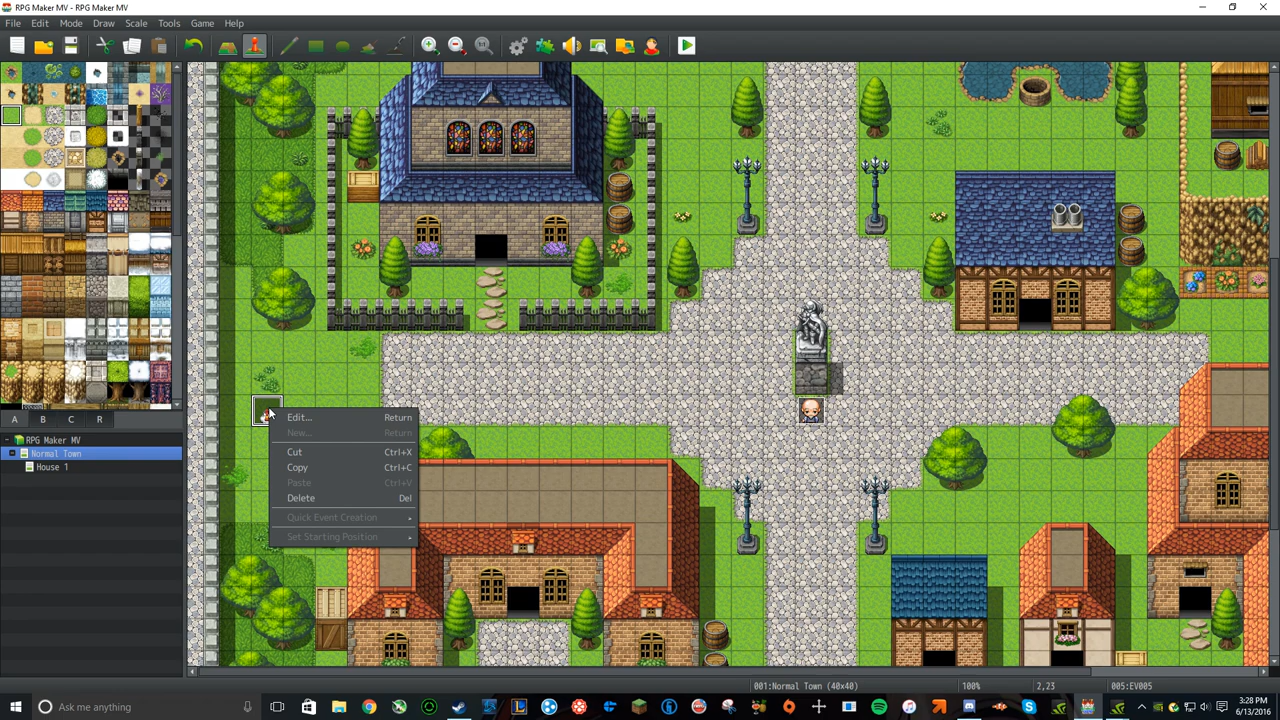 RPG Maker MV - RPG Maker MV
File Edit Mode Draw Scale Tools Game Help
A B C R
RPG Maker MV
Normal Town
House 1
Edit... Return
New... Return
Cut Ctrl+X
Copy Ctrl+C
Paste Ctrl+V
Delete Del
Quick Event Creation
Set Starting Position
001:Normal Town (40x40) 100% 2,23 005:EV005
Ask me anything
3:28 PM
6/13/2016